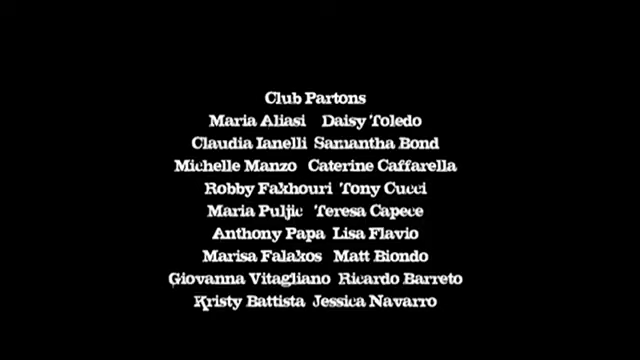 Club Partons
Maria Aliasi Daisy Toledo
Claudia Ianelli Samantha Bond
Michelle Manzo Caterine Caffarella
Robby Fakhouri Tony Cucci
Maria Puljic Teresa Capece
Anthony Papa Lisa Flavio
Marisa Falakos Matt Biondo
Giovanna Vitagliano Ricardo Barreto
Kristy Battista Jessica Navarro